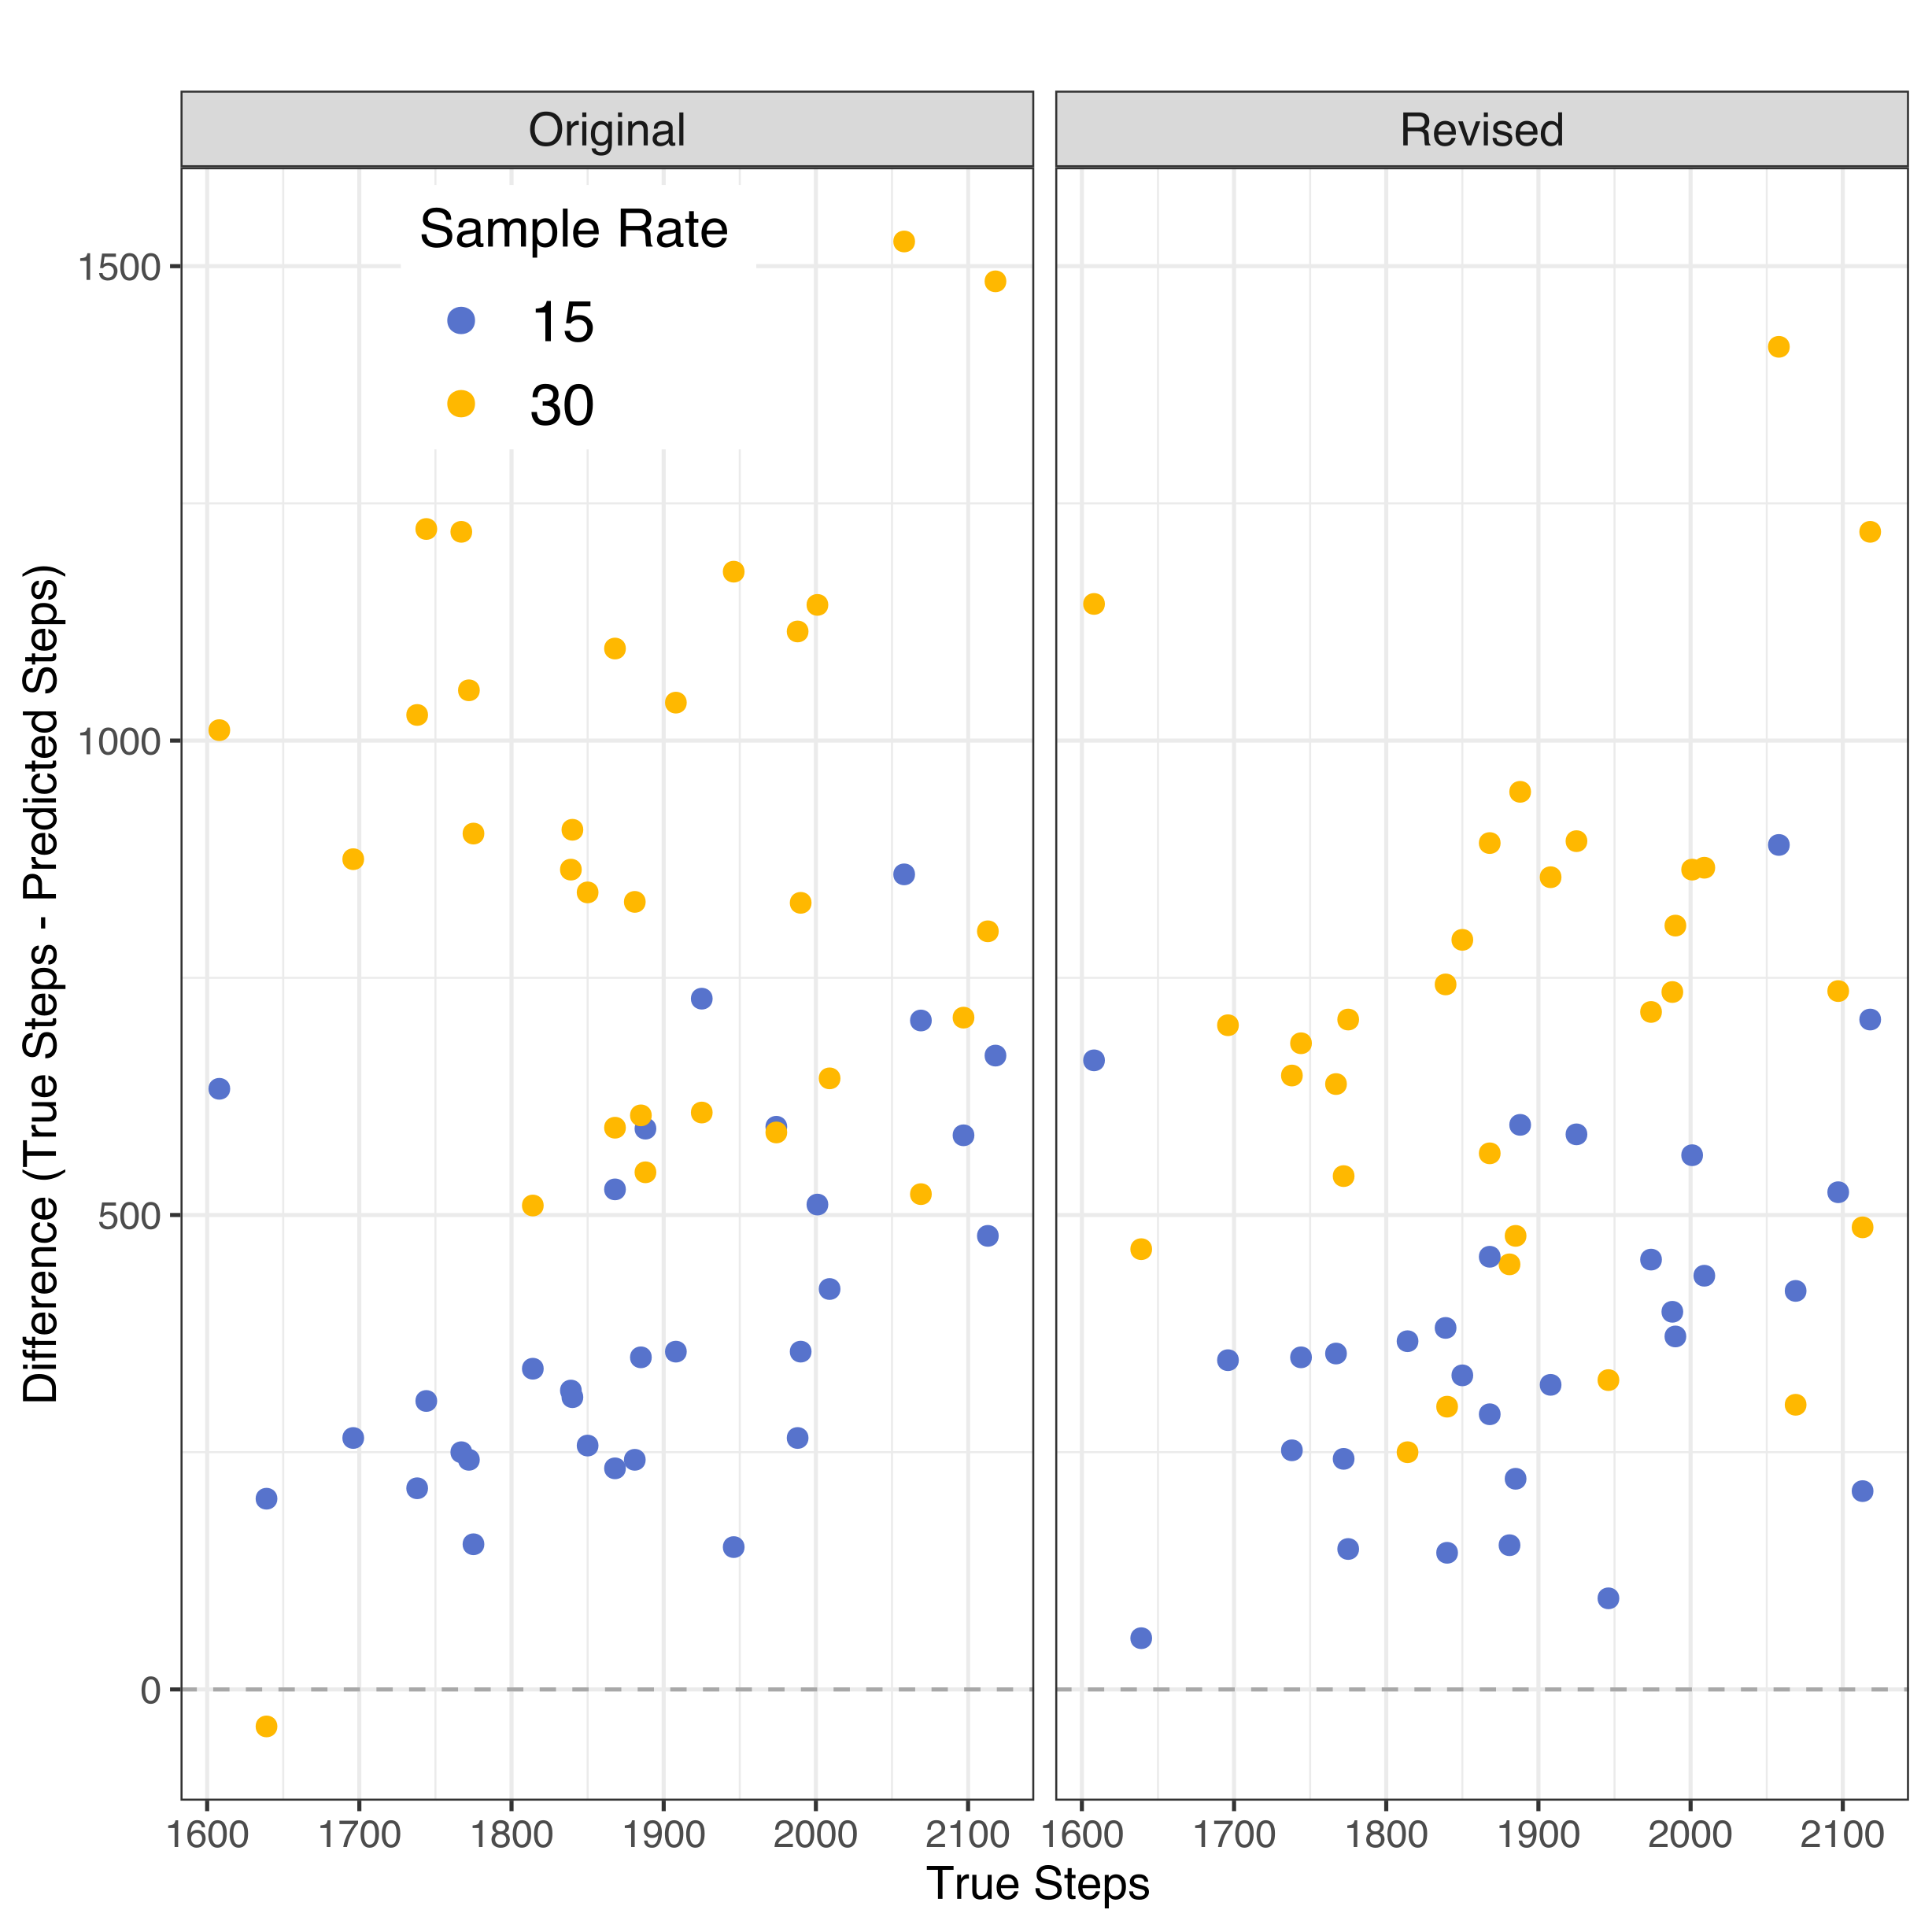 Original
Revised
Sample Rate
15
30
1500
1000
500
0
Difference (True Steps - Predicted Steps)
1600 1700 1800 1900 2000 2100
1600 1700 1800 1900 2000 2100
True Steps